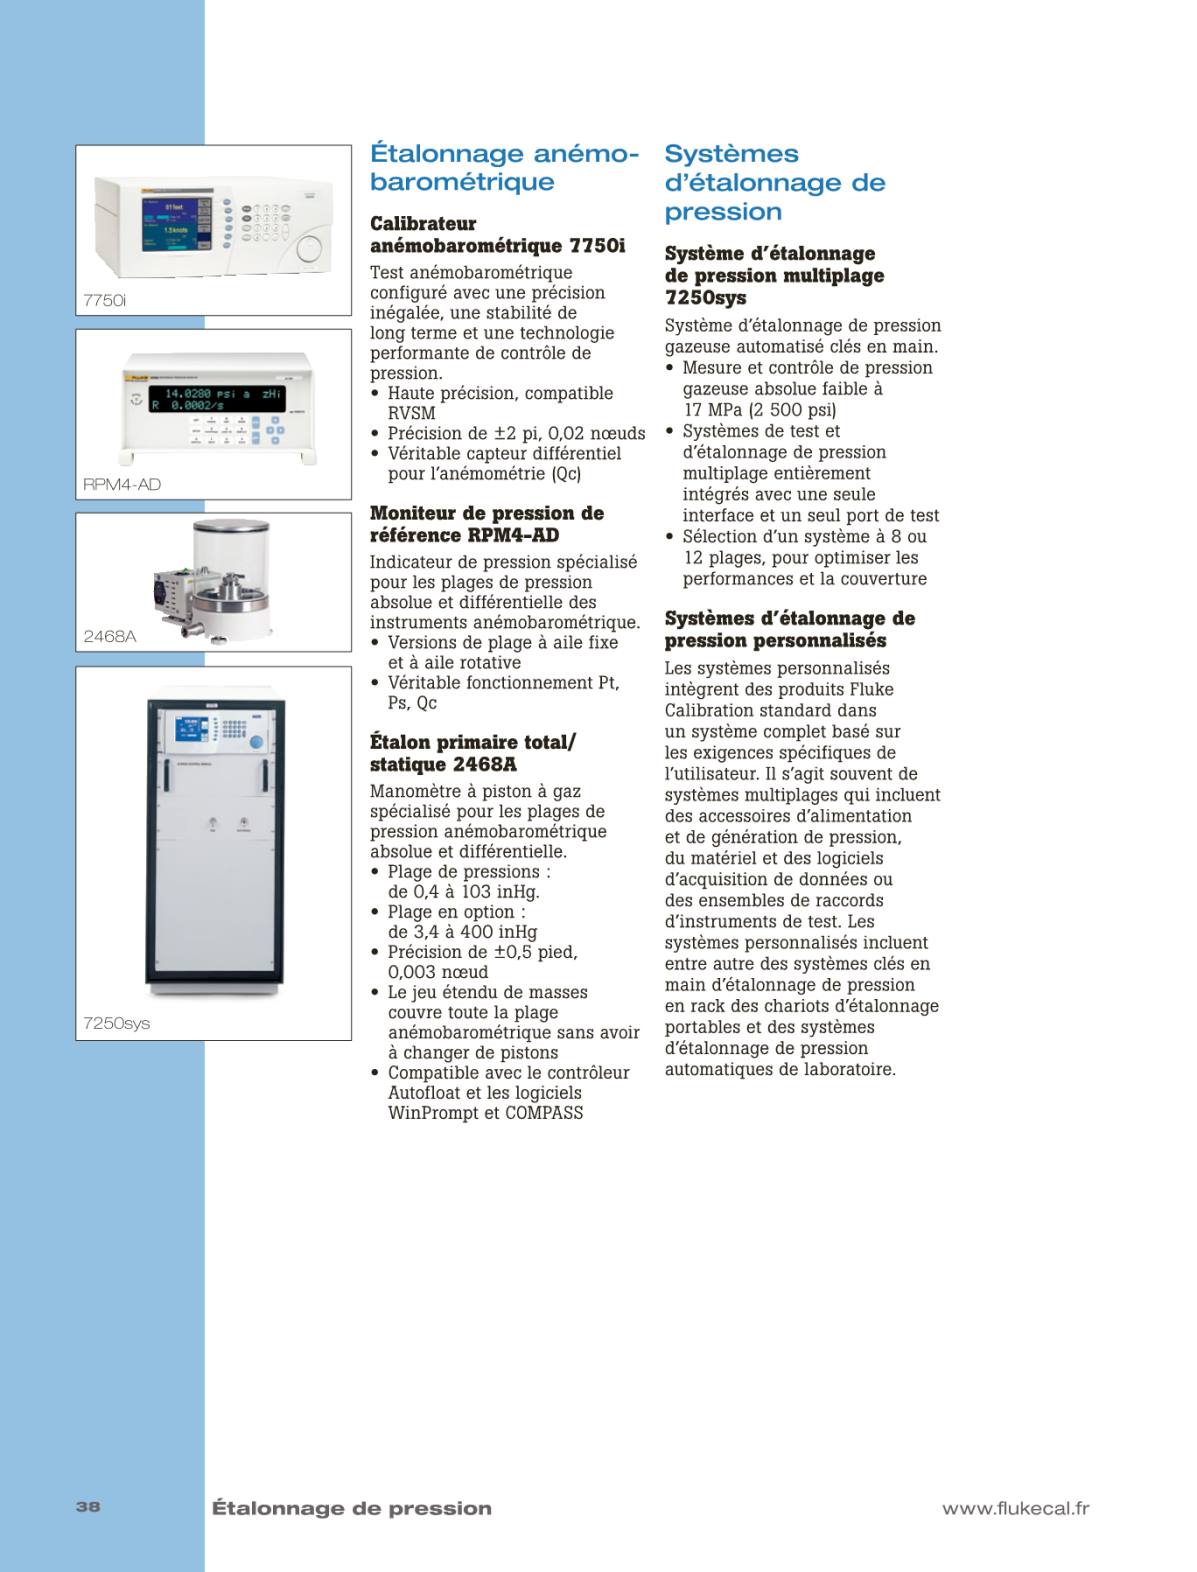 7750i
14.0280 psi a zHi
R 0.0002/s
RPM4-AD
2468A
7250sys
Étalonnage anémo-
barométrique
Calibrateur
anémobarométrique 7750i
Test anémobarométrique
configuré avec une précision
inégalée, une stabilité de
long terme et une technologie
performante de contrôle de
pression.
• Haute précision, compatible
RVSM
• Précision de ±2 pi, 0,02 nœuds
• Véritable capteur différentiel
pour l’anémométrie (Qc)
Moniteur de pression de
référence RPM4-AD
Indicateur de pression spécialisé
pour les plages de pression
absolue et différentielle des
instruments anémobarométrique.
• Versions de plage à aile fixe
et à aile rotative
• Véritable fonctionnement Pt,
Ps, Qc
Étalon primaire total/
statique 2468A
Manomètre à piston à gaz
spécialisé pour les plages de
pression anémobarométrique
absolue et différentielle.
• Plage de pressions :
de 0,4 à 103 inHg.
• Plage en option :
de 3,4 à 400 inHg
• Précision de ±0,5 pied,
0,003 nœud
• Le jeu étendu de masses
couvre toute la plage
anémobarométrique sans avoir
à changer de pistons
• Compatible avec le contrôleur
Autofloat et les logiciels
WinPrompt et COMPASS
Systèmes
d’étalonnage de
pression
Système d’étalonnage
de pression multiplage
7250sys
Système d’étalonnage de pression
gazeuse automatisé clés en main.
• Mesure et contrôle de pression
gazeuse absolue faible à
17 MPa (2 500 psi)
• Systèmes de test et
d’étalonnage de pression
multiplage entièrement
intégrés avec une seule
interface et un seul port de test
• Sélection d’un système à 8 ou
12 plages, pour optimiser les
performances et la couverture
Systèmes d’étalonnage de
pression personnalisés
Les systèmes personnalisés
intègrent des produits Fluke
Calibration standard dans
un système complet basé sur
les exigences spécifiques de
l’utilisateur. Il s’agit souvent de
systèmes multiplages qui incluent
des accessoires d’alimentation
et de génération de pression,
du matériel et des logiciels
d’acquisition de données ou
des ensembles de raccords
d’instruments de test. Les
systèmes personnalisés incluent
entre autre des systèmes clés en
main d’étalonnage de pression
en rack des chariots d’étalonnage
portables et des systèmes
d’étalonnage de pression
automatiques de laboratoire.
38
Étalonnage de pression
www.flukecal.fr